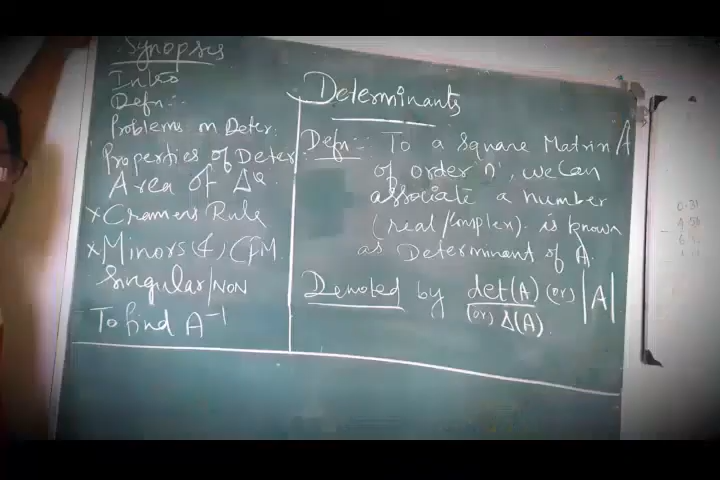 Synopsis
Intro
Defn:-
Problems on Deter.
Properties of Deter.
Area of Δle
x Cramers Rule
x Minors (4) CFM.
Singular/NON
To find A⁻¹
Determinants
Defn:- To a square Matrix A
of order 'n', we can
associate a number
(real/complex). is known
as Determinant of A.
Denoted by det(A) (or) |A|
(or) Δ(A).